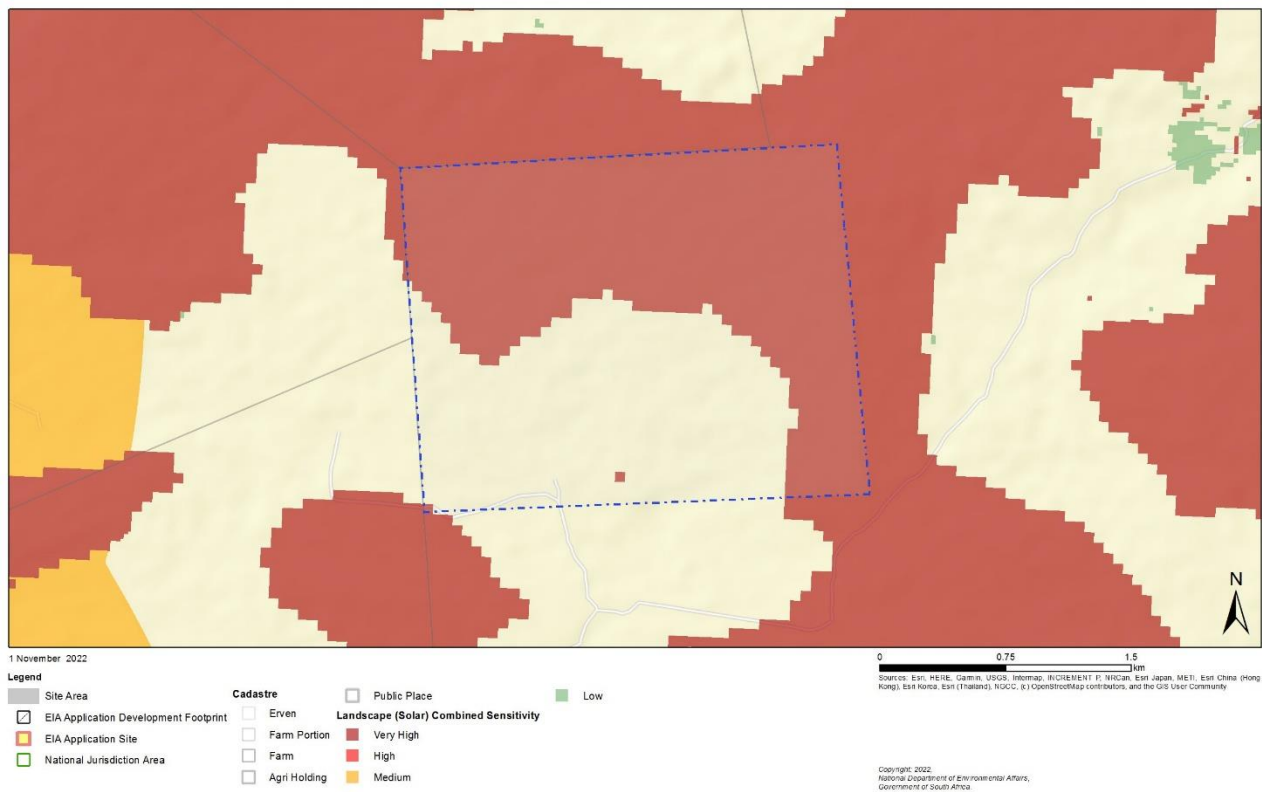 N
1 November 2022
0 0.75 1.5
km
Sources: Esri, HERE, Garmin, USGS, Intermap, INCREMENT P, NRCan, Esri Japan, METI, Esri China (Hong
Kong), Esri Korea, Esri (Thailand), NGCC, (c) OpenStreetMap contributors, and the GIS User Community
Legend
Site Area
EIA Application Development Footprint
EIA Application Site
National Jurisdiction Area
Cadastre
Erven
Farm Portion
Farm
Agri Holding
Public Place
Landscape (Solar) Combined Sensitivity
Very High
High
Medium
Low
Copyright: 2022,
National Department of Environmental Affairs,
Government of South Africa.